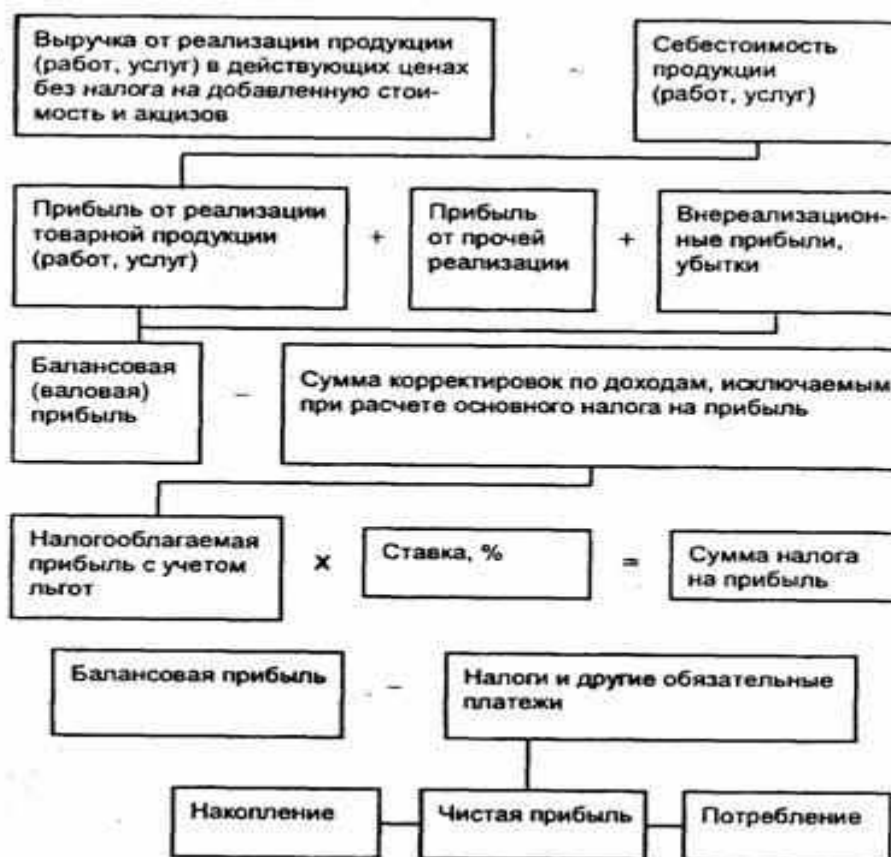 Выручка от реализации продукции
(работ, услуг) в действующих ценах
без налога на добавленную стои-
мость и акцизов
-
Себестоимость
продукции
(работ, услуг)
Прибыль от реализации
товарной продукции
(работ, услуг)
+
Прибыль
от прочей
реализации
+
Внереализацион-
ные прибыли,
убытки
Балансовая
(валовая)
прибыль
-
Сумма корректировок по доходам, исключаемым
при расчете основного налога на прибыль
Налогооблагаемая
прибыль с учетом
льгот
X
Ставка, %
=
Сумма налога
на прибыль
Балансовая прибыль
-
Налоги и другие обязательные
платежи
Накопление
Чистая прибыль
Потребление